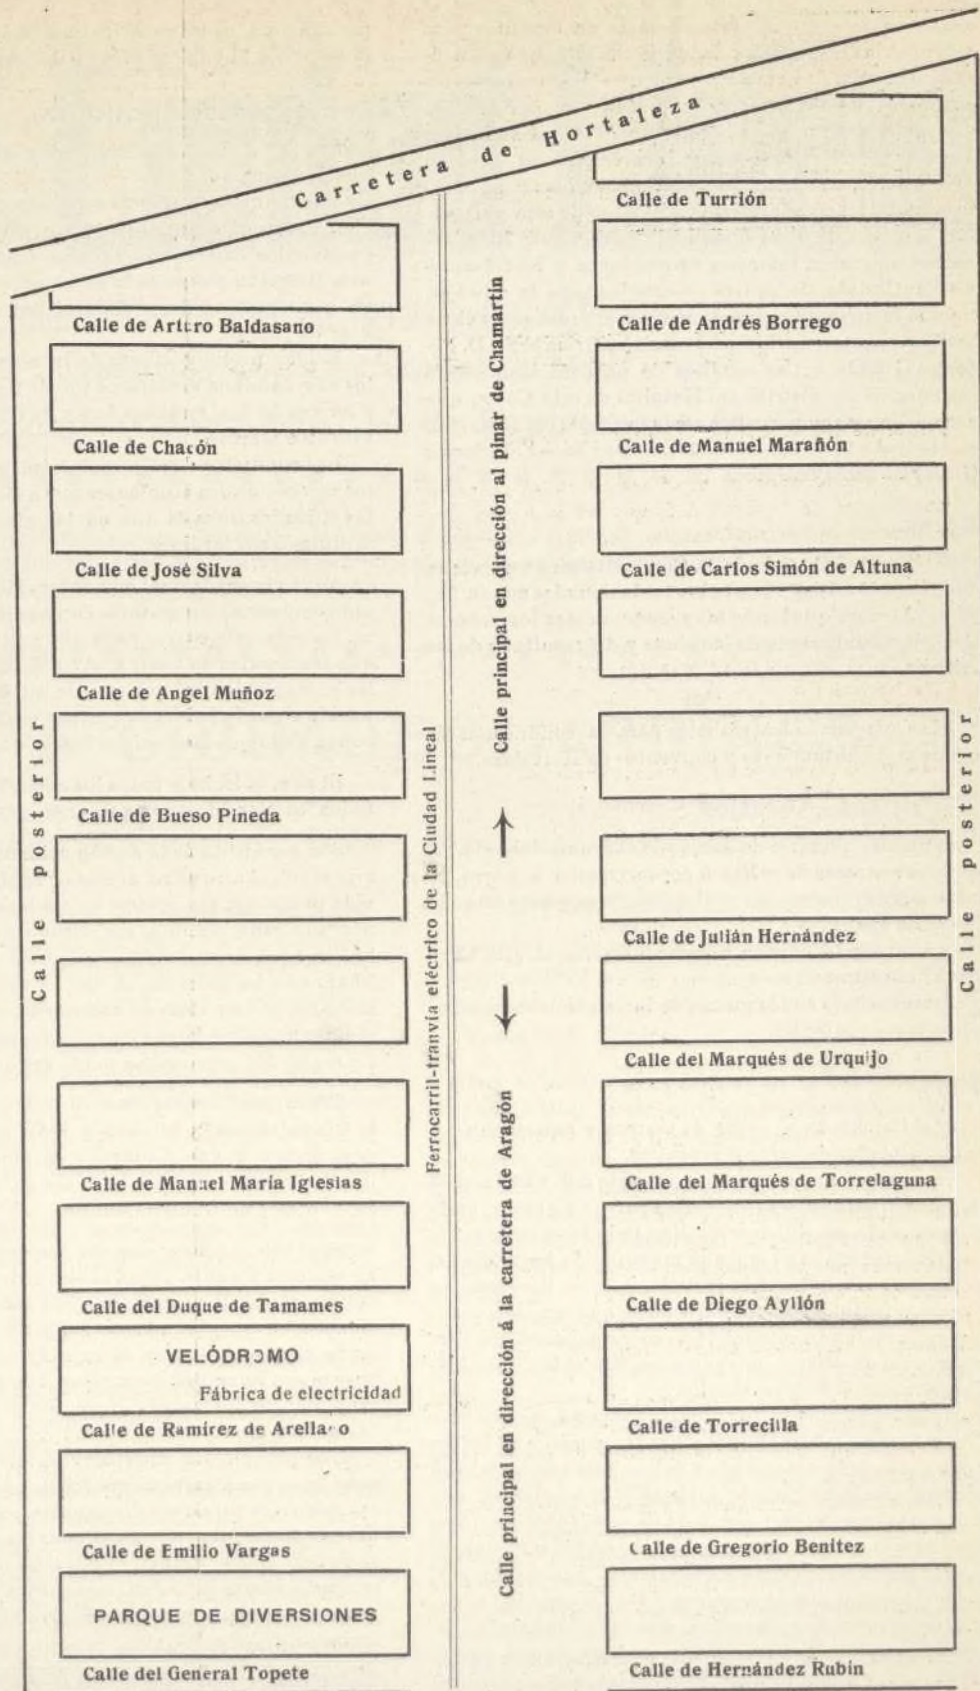 Carretera de Hortaleza
Calle de Arturo Baldasano
Calle de Chacón
Calle de José Silva
Calle de Angel Muñoz
Calle de Bueso Pineda
Calle de Manuel María Iglesias
Calle del Duque de Tamames
VELÓDROMO
Fábrica de electricidad
Calle de Ramírez de Arellano
Calle de Emilio Vargas
PARQUE DE DIVERSIONES
Calle del General Topete
Calle posterior
Ferrocarril-tranvía eléctrico de la Ciudad Lineal
Calle principal en dirección al pinar de Chamartín
Calle principal en dirección á la carretera de Aragón
Calle de Turrión
Calle de Andrés Borrego
Calle de Manuel Marañón
Calle de Carlos Simón de Altuna
Calle de Julián Hernández
Calle del Marqués de Urquijo
Calle del Marqués de Torrelaguna
Calle de Diego Ayllón
Calle de Torrecilla
Calle de Gregorio Benitez
Calle de Hernández Rubín
Calle posterior